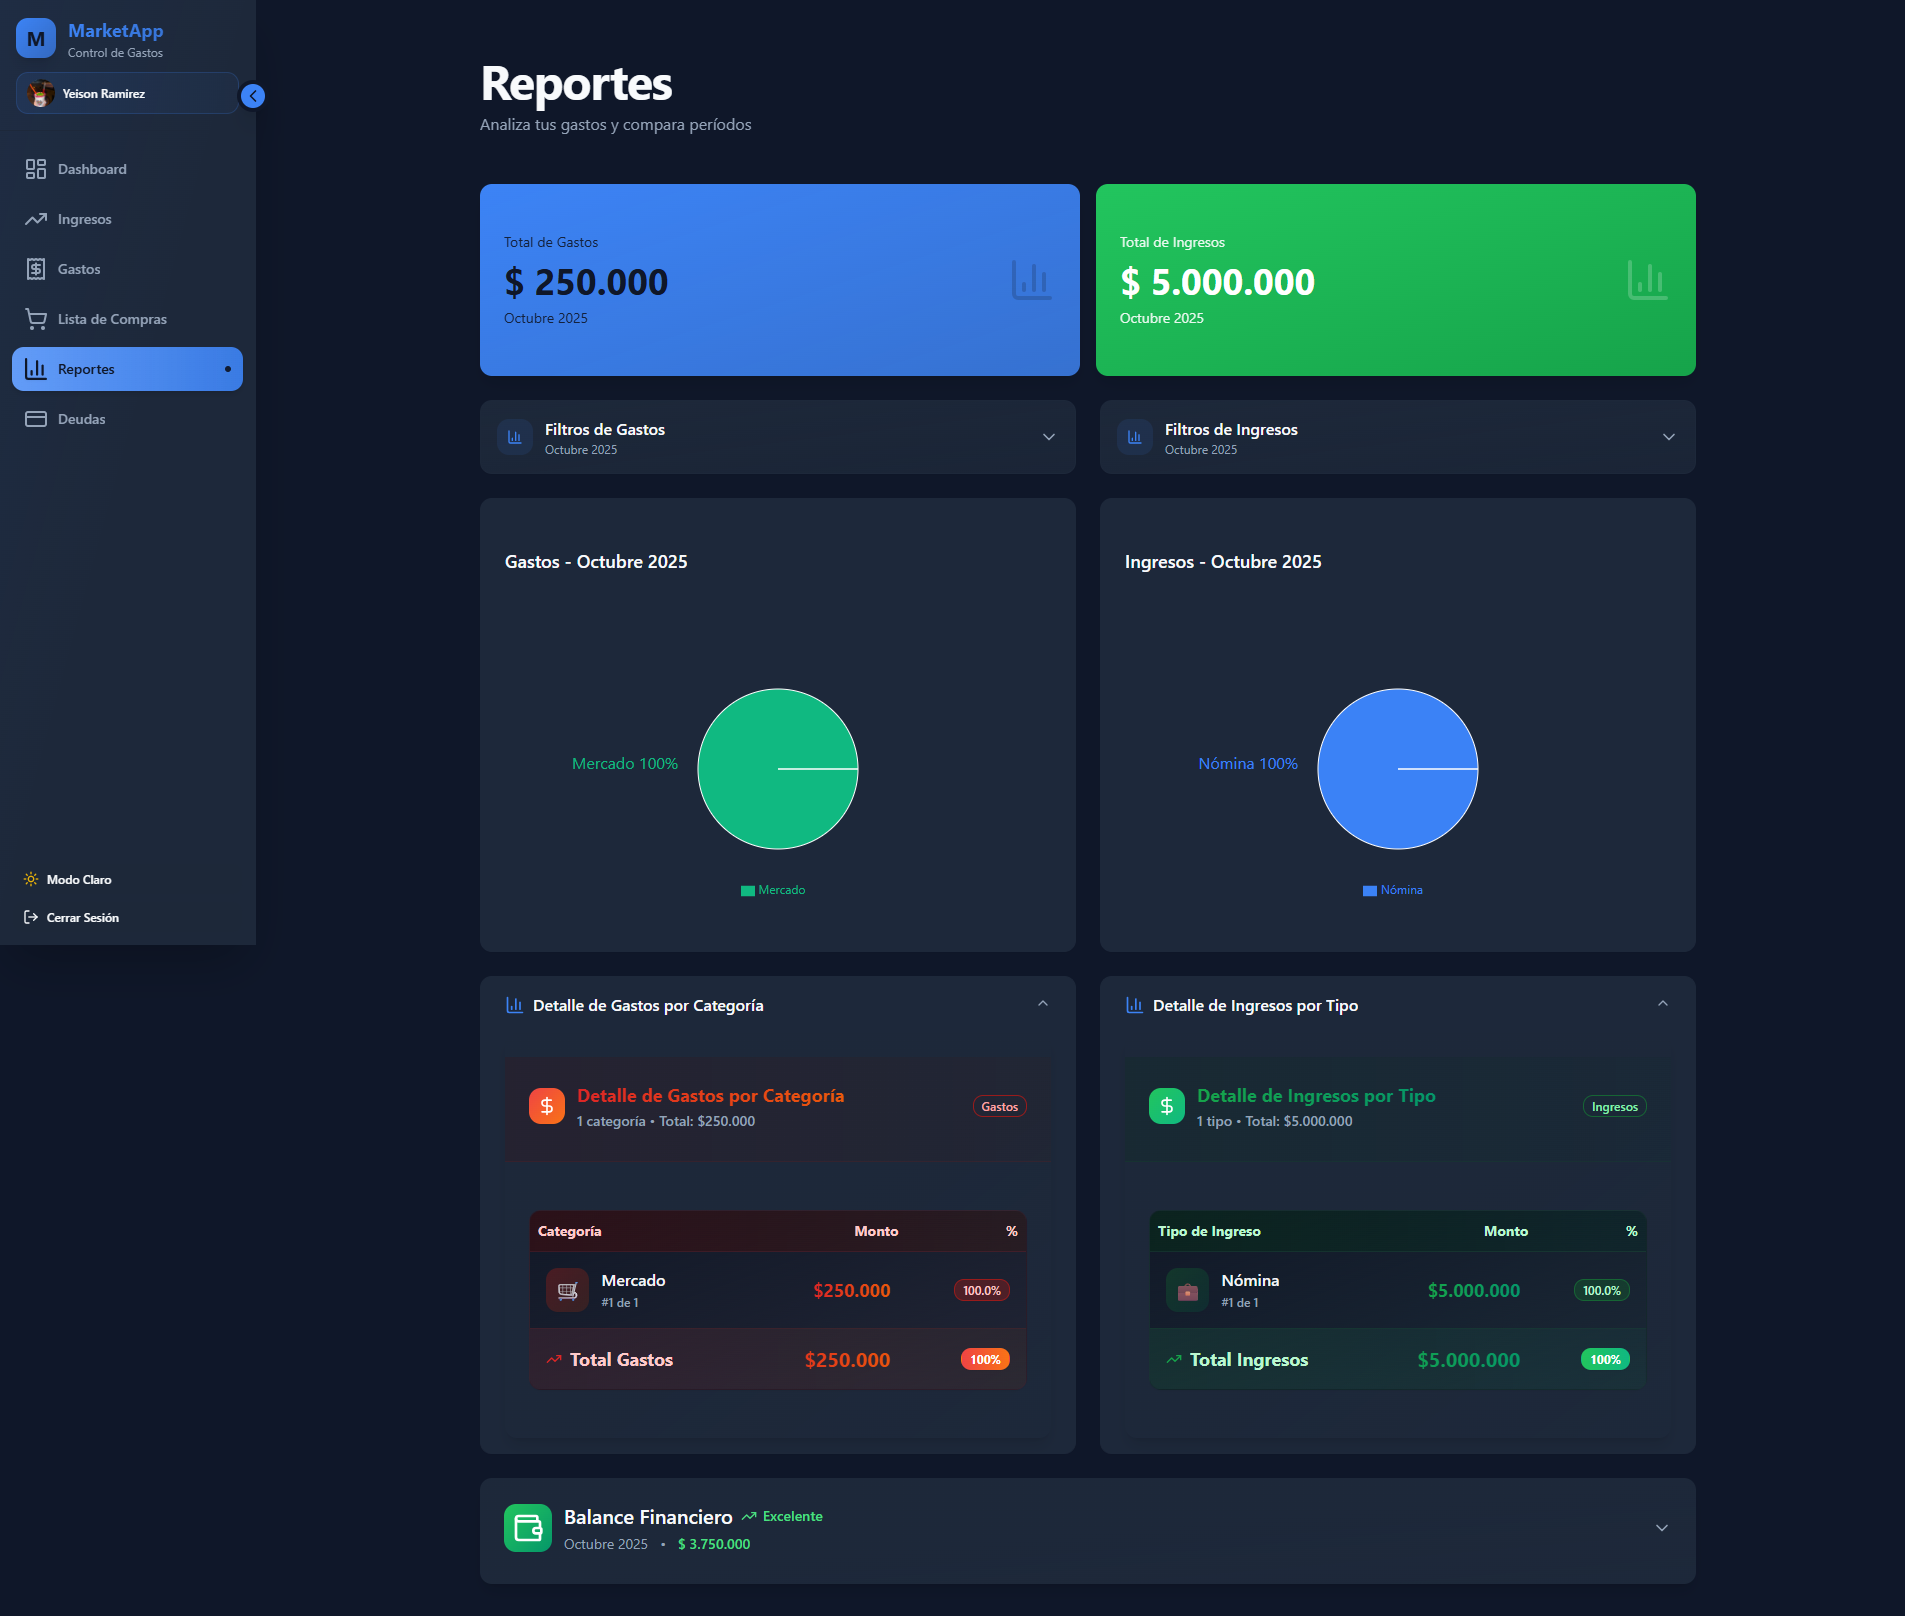 M
MarketApp
Control de Gastos
Yeison Ramirez
Dashboard
Ingresos
Gastos
Lista de Compras
Reportes
Deudas
Modo Claro
Cerrar Sesión
Reportes
Analiza tus gastos y compara períodos
Total de Gastos
$ 250.000
Octubre 2025
Total de Ingresos
$ 5.000.000
Octubre 2025
Filtros de Gastos
Octubre 2025
Filtros de Ingresos
Octubre 2025
Gastos - Octubre 2025
Mercado 100%
Mercado
Ingresos - Octubre 2025
Nómina 100%
Nómina
Detalle de Gastos por Categoría
$ Detalle de Gastos por Categoría
1 categoría • Total: $250.000
Gastos
Categoría Monto %
Mercado $250.000 100.0%
#1 de 1
Total Gastos $250.000 100%
Detalle de Ingresos por Tipo
$ Detalle de Ingresos por Tipo
1 tipo • Total: $5.000.000
Ingresos
Tipo de Ingreso Monto %
Nómina $5.000.000 100.0%
#1 de 1
Total Ingresos $5.000.000 100%
Balance Financiero Excelente
Octubre 2025 • $ 3.750.000